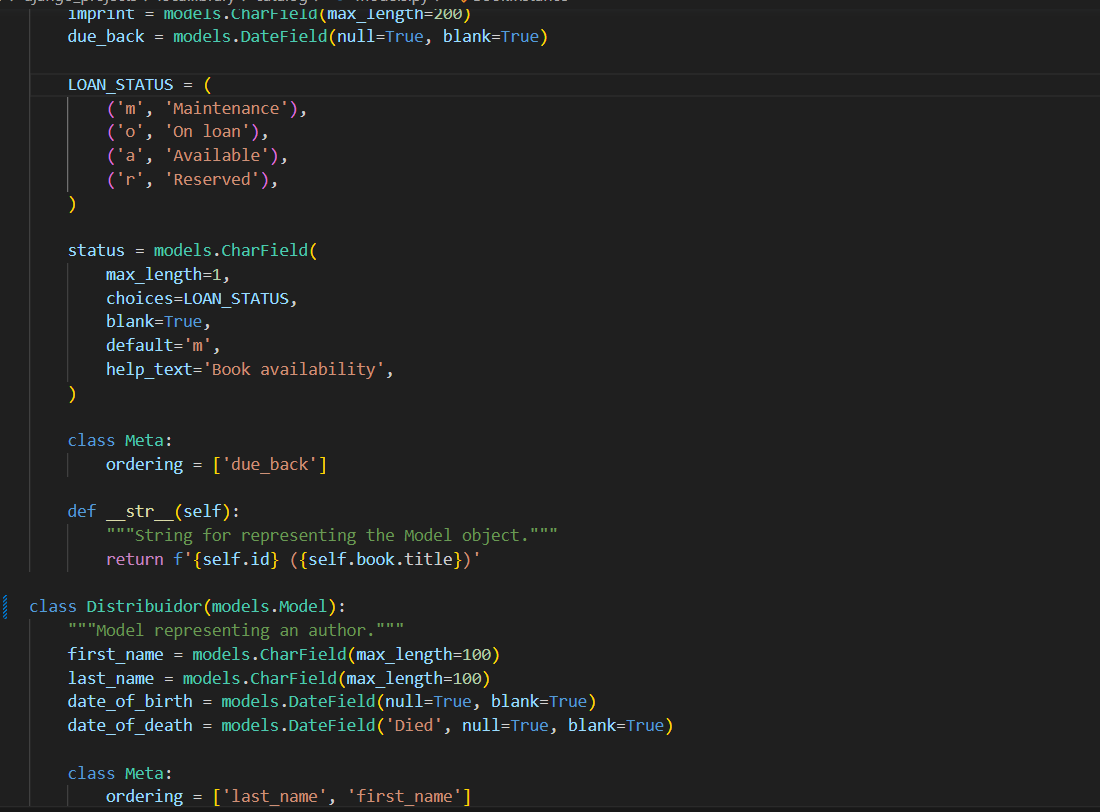 imprint = models.CharField(max_length=200)
due_back = models.DateField(null=True, blank=True)
LOAN_STATUS = (
('m', 'Maintenance'),
('o', 'On loan'),
('a', 'Available'),
('r', 'Reserved'),
)
status = models.CharField(
max_length=1,
choices=LOAN_STATUS,
blank=True,
default='m',
help_text='Book availability',
)
class Meta:
ordering = ['due_back']
def __str__(self):
"""String for representing the Model object."""
return f'{self.id} ({self.book.title})'
class Distribuidor(models.Model):
"""Model representing an author."""
first_name = models.CharField(max_length=100)
last_name = models.CharField(max_length=100)
date_of_birth = models.DateField(null=True, blank=True)
date_of_death = models.DateField('Died', null=True, blank=True)
class Meta:
ordering = ['last_name', 'first_name']